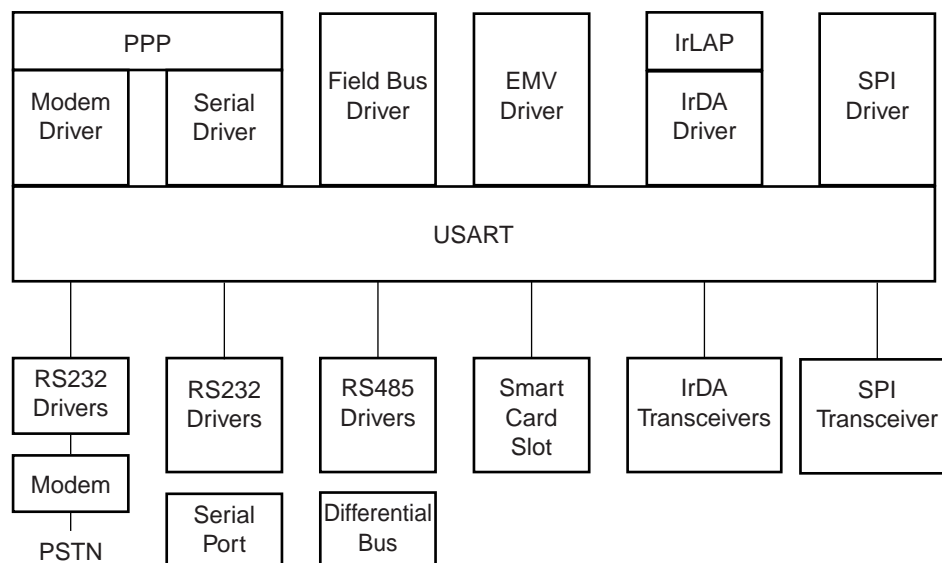 PPP
IrLAP
Modem
Driver
Serial
Driver
Field Bus
Driver
EMV
Driver
IrDA
Driver
SPI
Driver
USART
RS232
Drivers
RS232
Drivers
RS485
Drivers
Smart
Card
Slot
IrDA
Transceivers
SPI
Transceiver
Modem
PSTN
Serial
Port
Differential
Bus